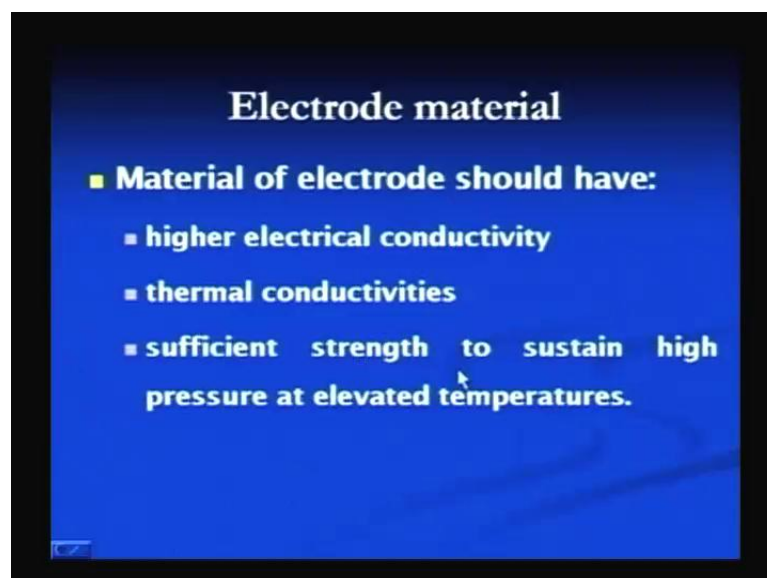 Electrode material
Material of electrode should have:
higher electrical conductivity
thermal conductivities
sufficient strength to sustain high
pressure at elevated temperatures.